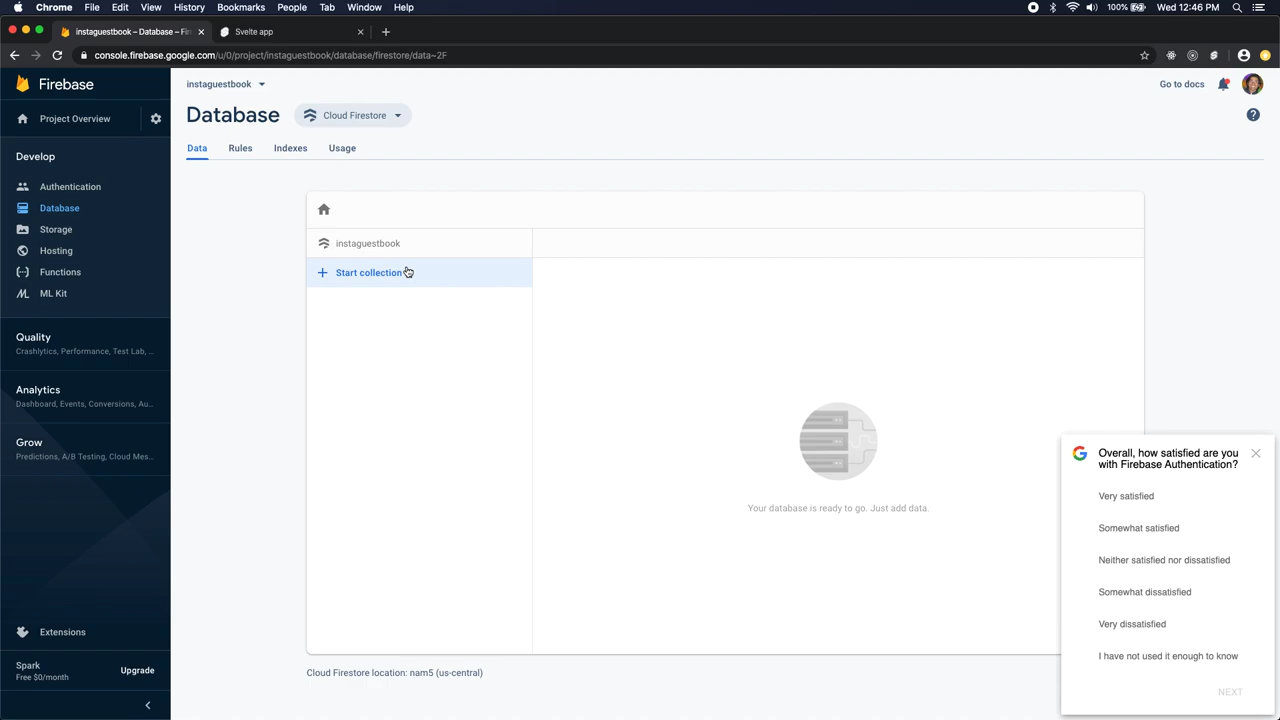 Chrome File Edit View History Bookmarks People Tab Window Help 100% Wed 12:46 PM
instaguestbook – Database – Fir
Svelte app
console.firebase.google.com/u/0/project/instaguestbook/database/firestore/data~2F
Firebase
instaguestbook
Go to docs
Project Overview
Database
Cloud Firestore
Data Rules Indexes Usage
Develop
Authentication
Database
Storage
Hosting
Functions
ML Kit
Quality
Crashlytics, Performance, Test Lab, ...
Analytics
Dashboard, Events, Conversions, Au...
Grow
Predictions, A/B Testing, Cloud Mes...
Extensions
Spark
Free $0/month
Upgrade
instaguestbook
+ Start collection
Your database is ready to go. Just add data.
Cloud Firestore location: nam5 (us-central)
Overall, how satisfied are you
with Firebase Authentication?
Very satisfied
Somewhat satisfied
Neither satisfied nor dissatisfied
Somewhat dissatisfied
Very dissatisfied
I have not used it enough to know
NEXT